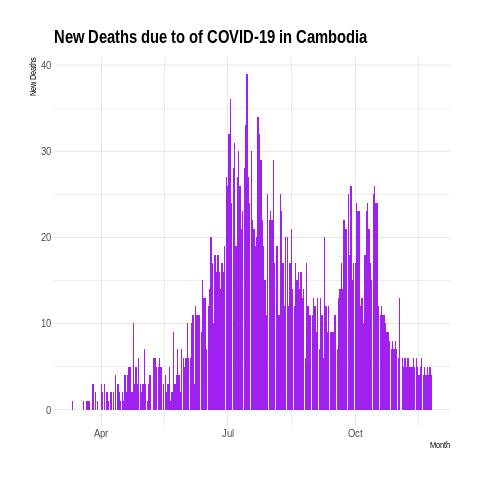 New Deaths due to of COVID-19 in Cambodia
New Deaths
40
30
20
10
0
Apr
Jul
Oct
Month